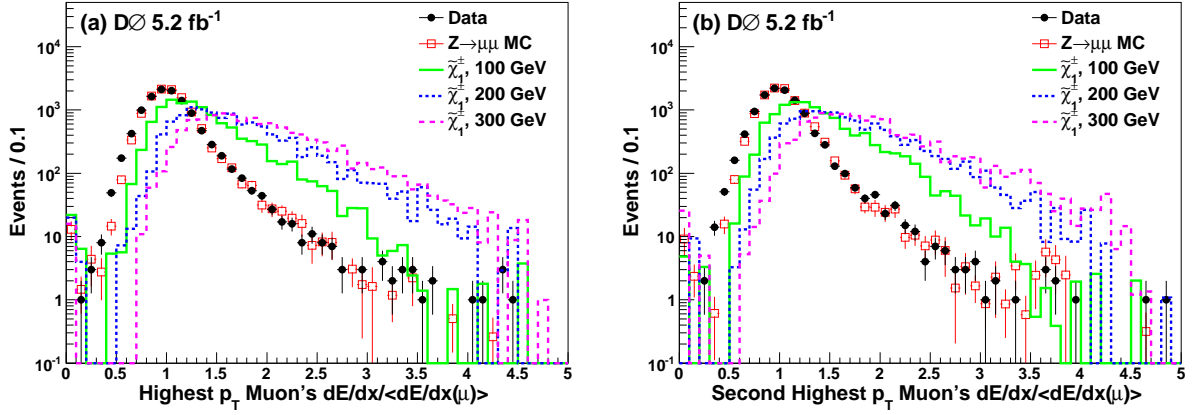 (a) DØ 5.2 fb⁻¹
Data
Z→μμ MC
χ̃₁±, 100 GeV
χ̃₁±, 200 GeV
χ̃₁±, 300 GeV
Events / 0.1
10⁴
10³
10²
10
1
10⁻¹
0 0.5 1 1.5 2 2.5 3 3.5 4 4.5 5
Highest p_T Muon's dE/dx/<dE/dx(μ)>
(b) DØ 5.2 fb⁻¹
Data
Z→μμ MC
χ̃₁±, 100 GeV
χ̃₁±, 200 GeV
χ̃₁±, 300 GeV
Events / 0.1
10⁴
10³
10²
10
1
10⁻¹
0 0.5 1 1.5 2 2.5 3 3.5 4 4.5 5
Second Highest p_T Muon's dE/dx/<dE/dx(μ)>